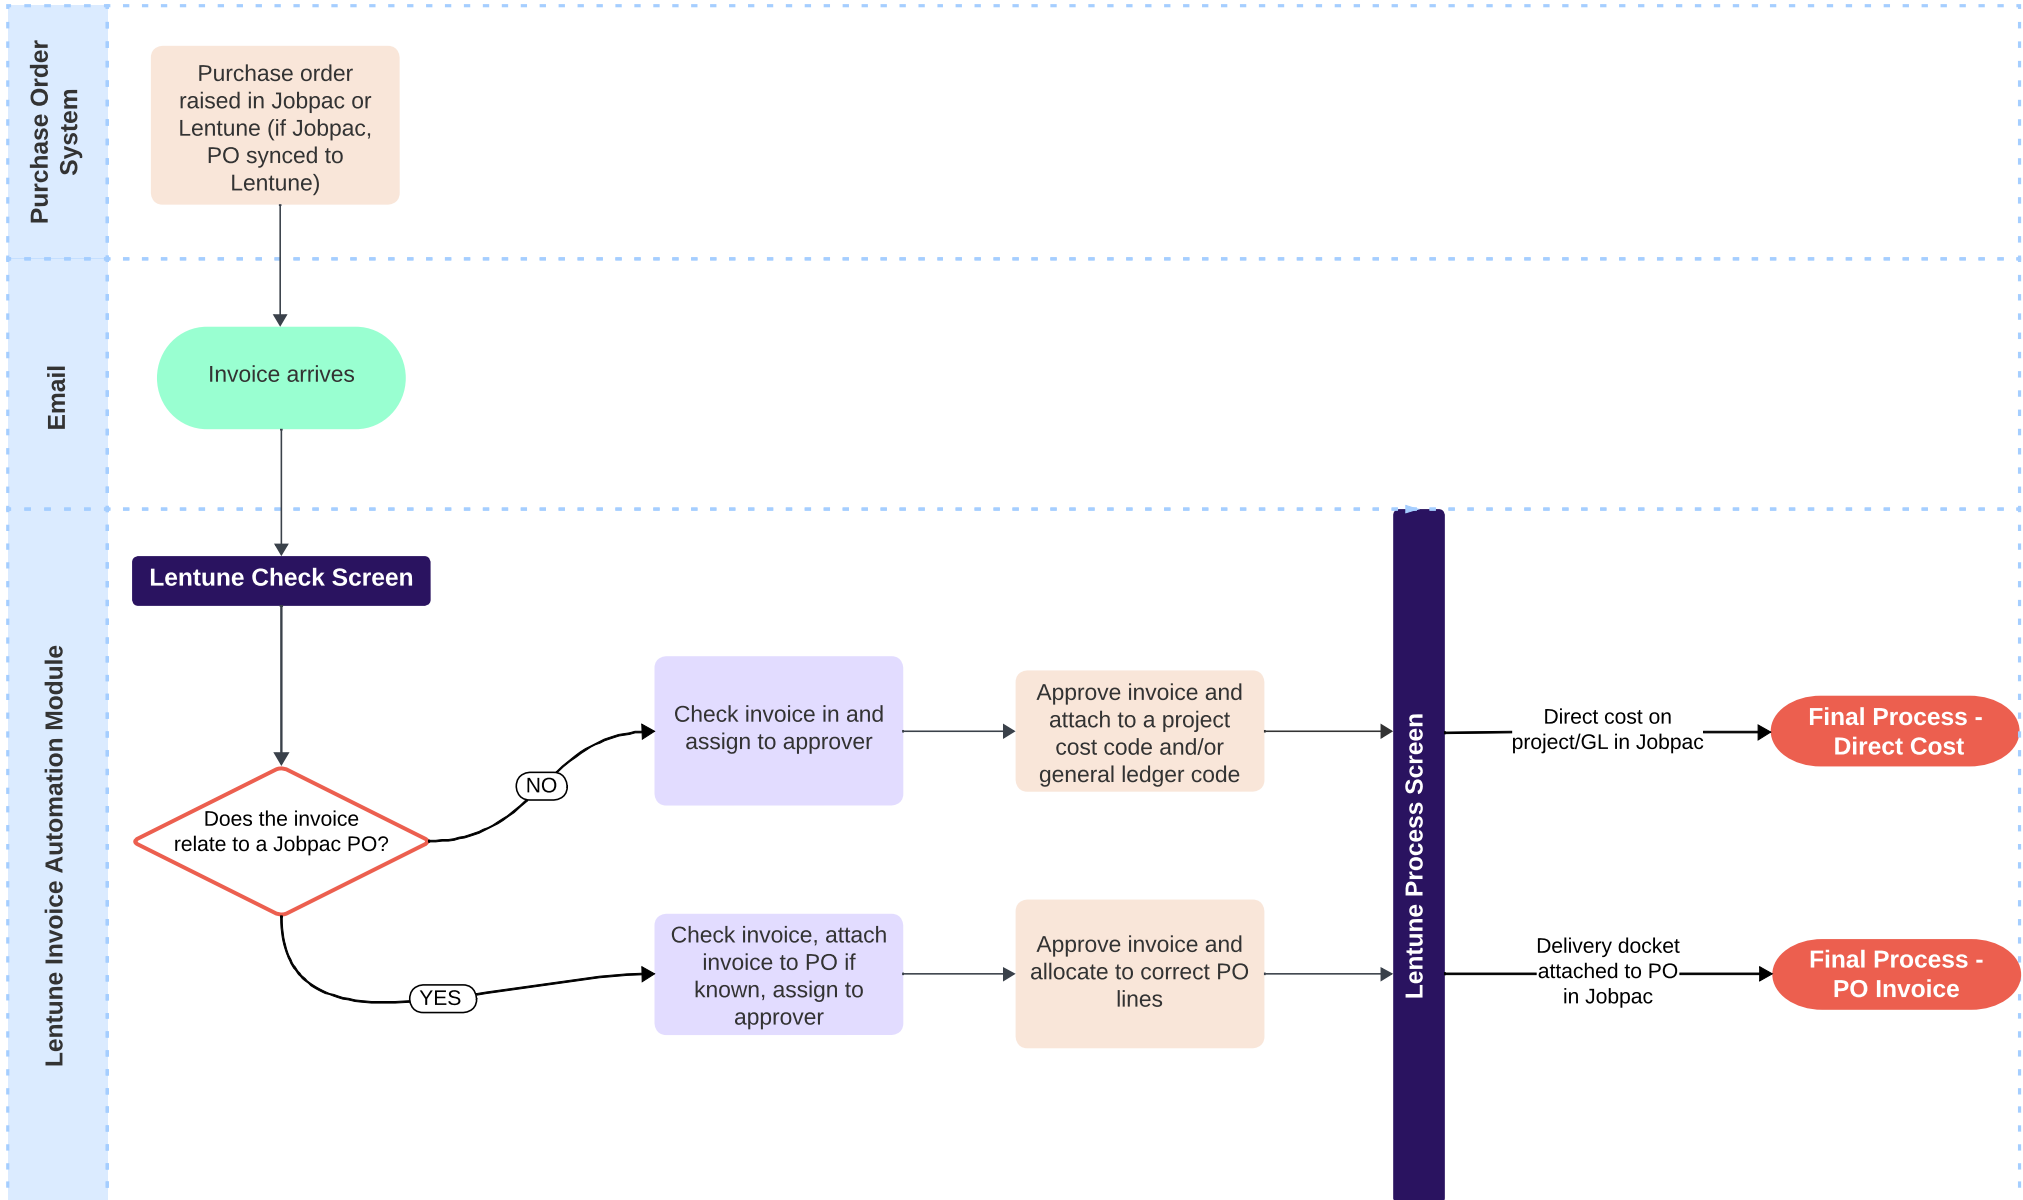 Purchase Order
System
Purchase order
raised in Jobpac or
Lentune (if Jobpac,
PO synced to
Lentune)
Email
Invoice arrives
Lentune Invoice Automation Module
Lentune Check Screen
Does the invoice
relate to a Jobpac PO?
NO
Check invoice in and
assign to approver
Approve invoice and
attach to a project
cost code and/or
general ledger code
YES
Check invoice, attach
invoice to PO if
known, assign to
approver
Approve invoice and
allocate to correct PO
lines
Lentune Process Screen
Direct cost on
project/GL in Jobpac
Final Process -
Direct Cost
Delivery docket
attached to PO
in Jobpac
Final Process -
PO Invoice